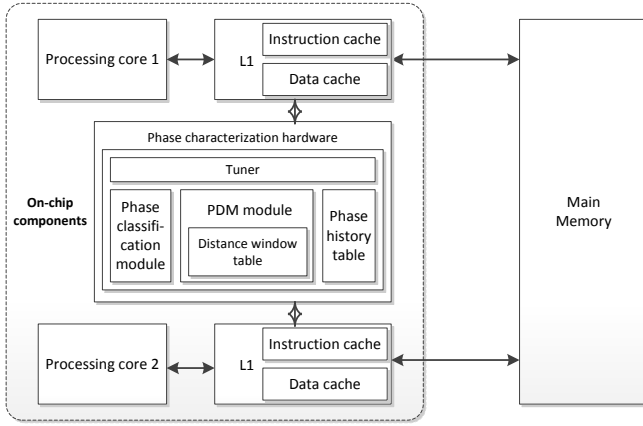 Processing core 1
L1
Instruction cache
Data cache
Phase characterization hardware
Tuner
Phase
classifi-
cation
module
PDM module
Distance window
table
Phase
history
table
On-chip
components
Main
Memory
Processing core 2
L1
Instruction cache
Data cache